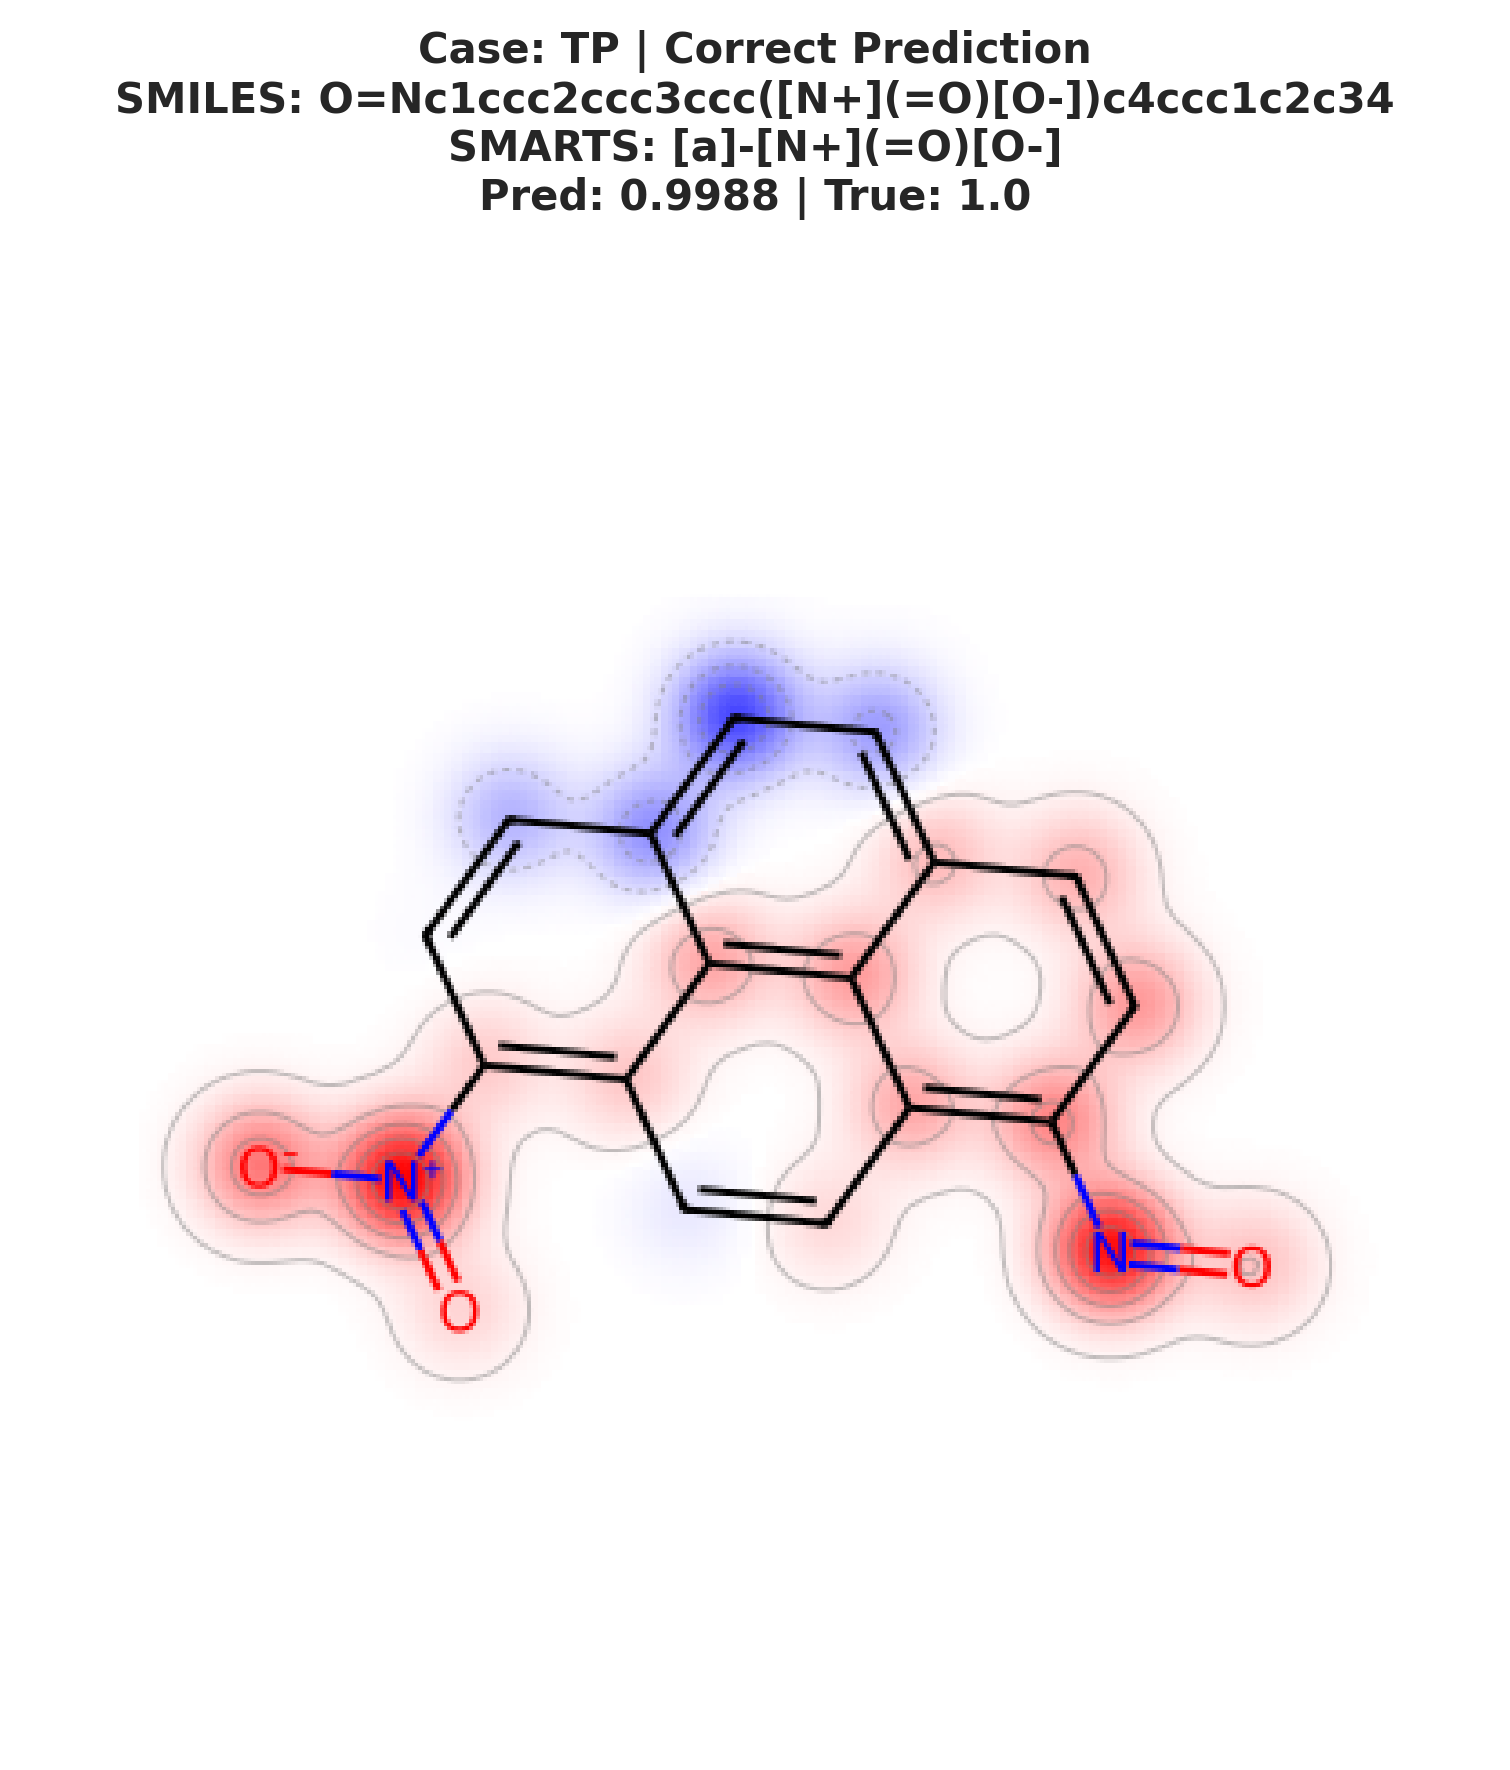 Case: TP | Correct Prediction
SMILES: O=Nc1ccc2ccc3ccc([N+](=O)[O-])c4ccc1c2c34
SMARTS: [a]-[N+](=O)[O-]
Pred: 0.9988 | True: 1.0
O- N+
N O
O